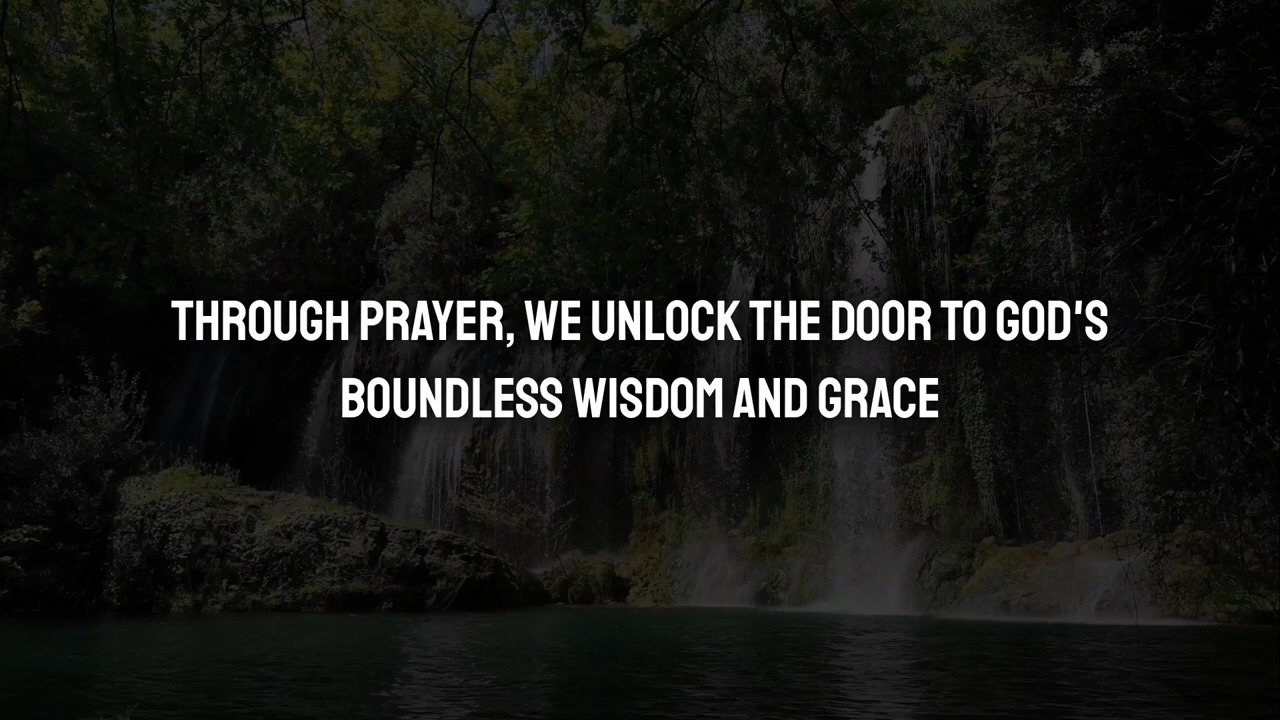 THROUGH PRAYER, WE UNLOCK THE DOOR TO GOD'S
BOUNDLESS WISDOM AND GRACE